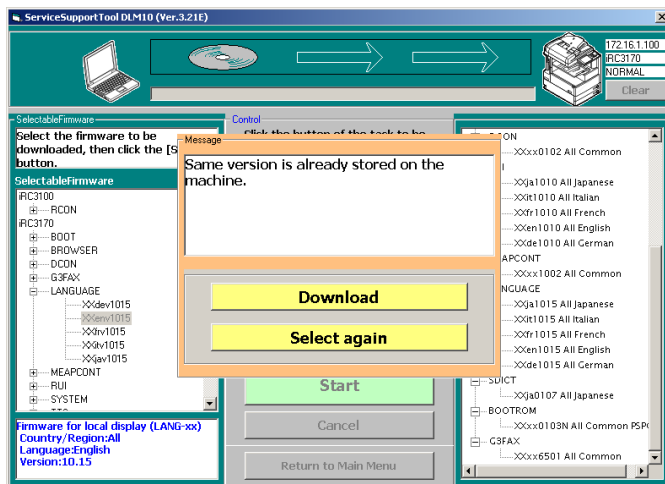 ServiceSupportTool DLM10 (Ver.3.21E)
172.16.1.100
iRC3170
NORMAL
Clear
SelectableFirmware
Select the firmware to be
downloaded, then click the [S
button.
SelectableFirmware
iRC3100
RCON
iRC3170
BOOT
BROWSER
DCON
G3FAX
LANGUAGE
XXdev1015
XXenv1015
XXfrv1015
XXitv1015
XXjav1015
MEAPCONT
RUI
SYSTEM
Firmware for local display (LANG-xx)
Country/Region:All
Language:English
Version:10.15
Control
Click the button of the task to be
Message
Same version is already stored on the
machine.
Download
Select again
Start
Cancel
Return to Main Menu
CON
XXxx0102 All Common
XXja1010 All Japanese
XXit1010 All Italian
XXfr1010 All French
XXen1010 All English
XXde1010 All German
APCONT
XXxx1002 All Common
NGUAGE
XXja1015 All Japanese
XXit1015 All Italian
XXfr1015 All French
XXen1015 All English
XXde1015 All German
SDICT
XXja0107 All Japanese
BOOTROM
XXxx0103N All Common PSP
G3FAX
XXxx6501 All Common